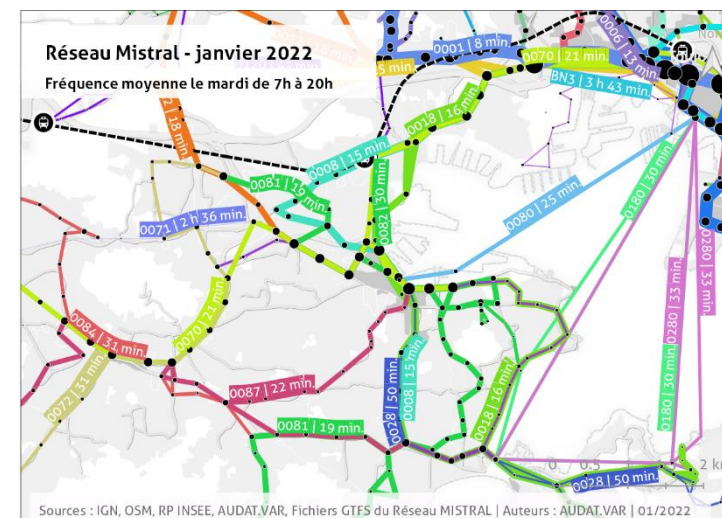 Réseau Mistral - janvier 2022
Fréquence moyenne le mardi de 7h à 20h
0001 | 8 min.
0070 | 21 min.
0006 | 13 min.
5 min.
BN3 | 3 h 43 min.
0018 | 16 min.
2 | 18 min.
0008 | 15 min.
0081 | 19 min.
0082 | 30 min.
0180 | 30 min.
0071 | 2 h 36 min.
0080 | 25 min.
0280 | 33 min.
0070 | 21 min.
0084 | 31 min.
0280 | 33 min.
0072 | 31 min.
0087 | 22 min.
0028 | 50 min.
0008 | 15 min.
0018 | 16 min.
0180 | 30 min.
0081 | 19 min.
0 0,5 2 km
0028 | 50 min.
Sources : IGN, OSM, RP INSEE, AUDAT.VAR, Fichiers GTFS du Réseau MISTRAL | Auteurs : AUDAT.VAR | 01/2022